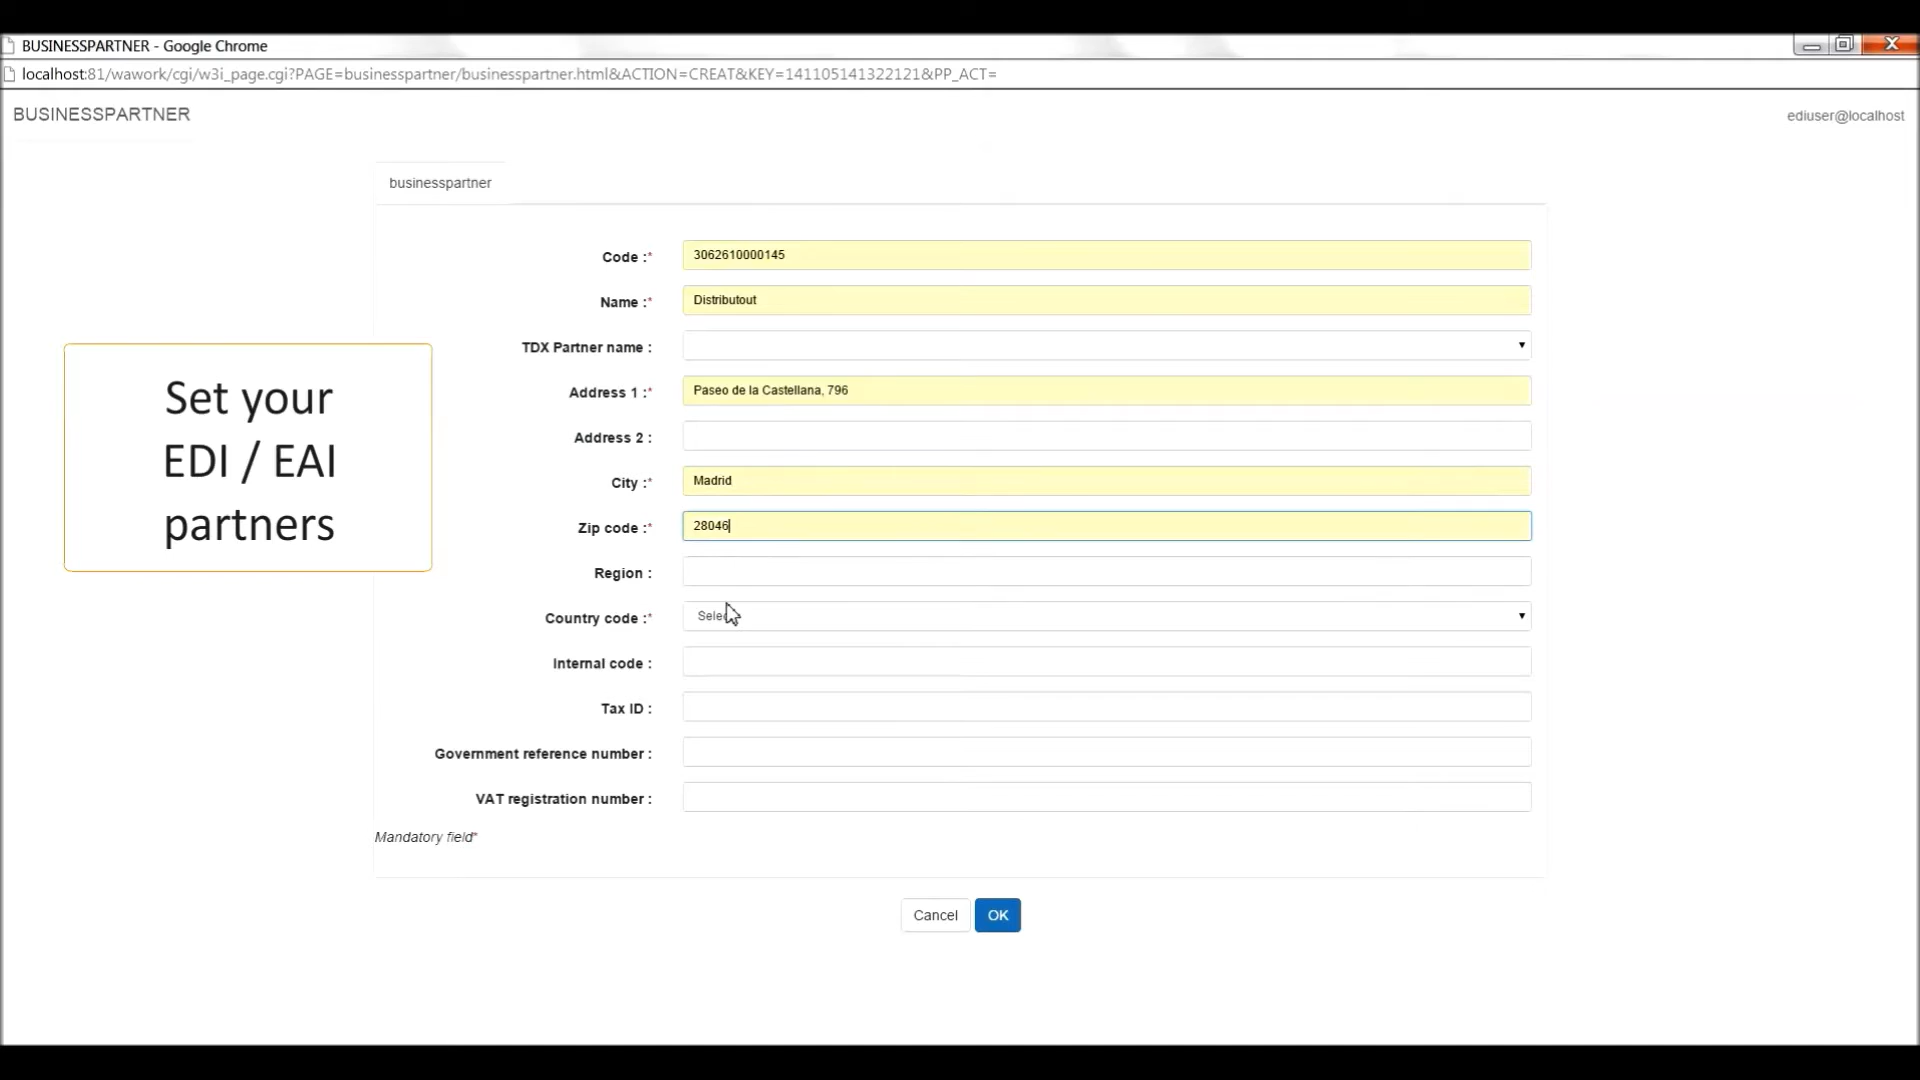 BUSINESSPARTNER - Google Chrome
localhost:81/wawork/cgi/w3i_page.cgi?PAGE=businesspartner/businesspartner.html&ACTION=CREAT&KEY=141105141322121&PP_ACT=
BUSINESSPARTNER
ediuser@localhost
businesspartner
Code :* 3062610000145
Name :* Distributout
TDX Partner name :
Address 1 :* Paseo de la Castellana, 796
Address 2 :
City :* Madrid
Zip code :* 28046
Region :
Country code :*
Internal code :
Tax ID :
Government reference number :
VAT registration number :
Mandatory field*
Cancel OK
Set your
EDI / EAI
partners